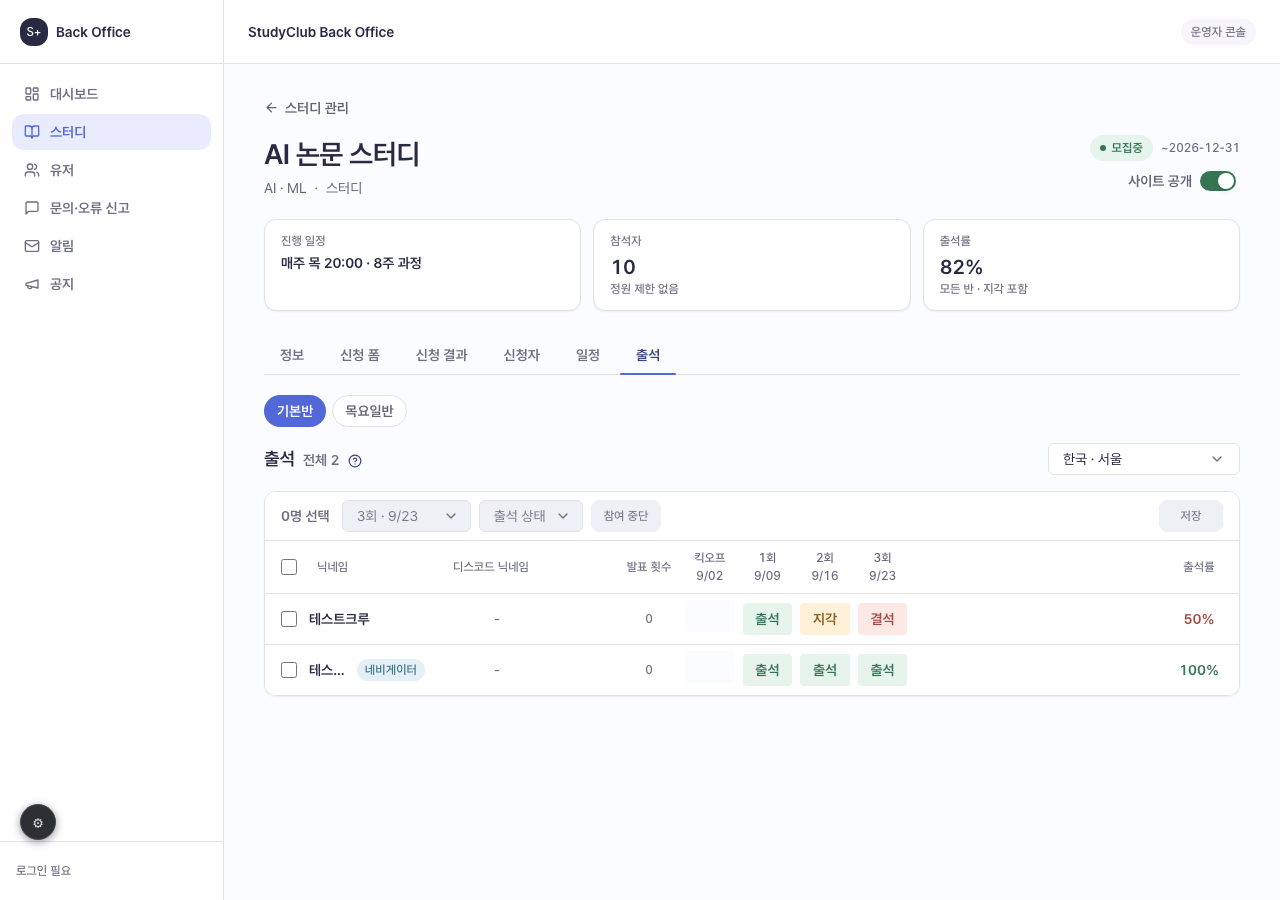 S+ Back Office
StudyClub Back Office
운영자 콘솔
대시보드
스터디
유저
문의·오류 신고
알림
공지
로그인 필요
← 스터디 관리
AI 논문 스터디
AI · ML · 스터디
모집중 ~2026-12-31
사이트 공개
진행 일정
매주 목 20:00 · 8주 과정
참석자
10
정원 제한 없음
출석률
82%
모든 반 · 지각 포함
정보 신청 폼 신청 결과 신청자 일정 출석
기본반 목요일반
출석 전체 2
한국 · 서울
0명 선택 3회 · 9/23 출석 상태 참여 중단 저장
닉네임 디스코드 닉네임 발표 횟수 킥오프 9/02 1회 9/09 2회 9/16 3회 9/23 출석률
테스트크루 - 0 출석 지각 결석 50%
테스... 네비게이터 - 0 출석 출석 출석 100%